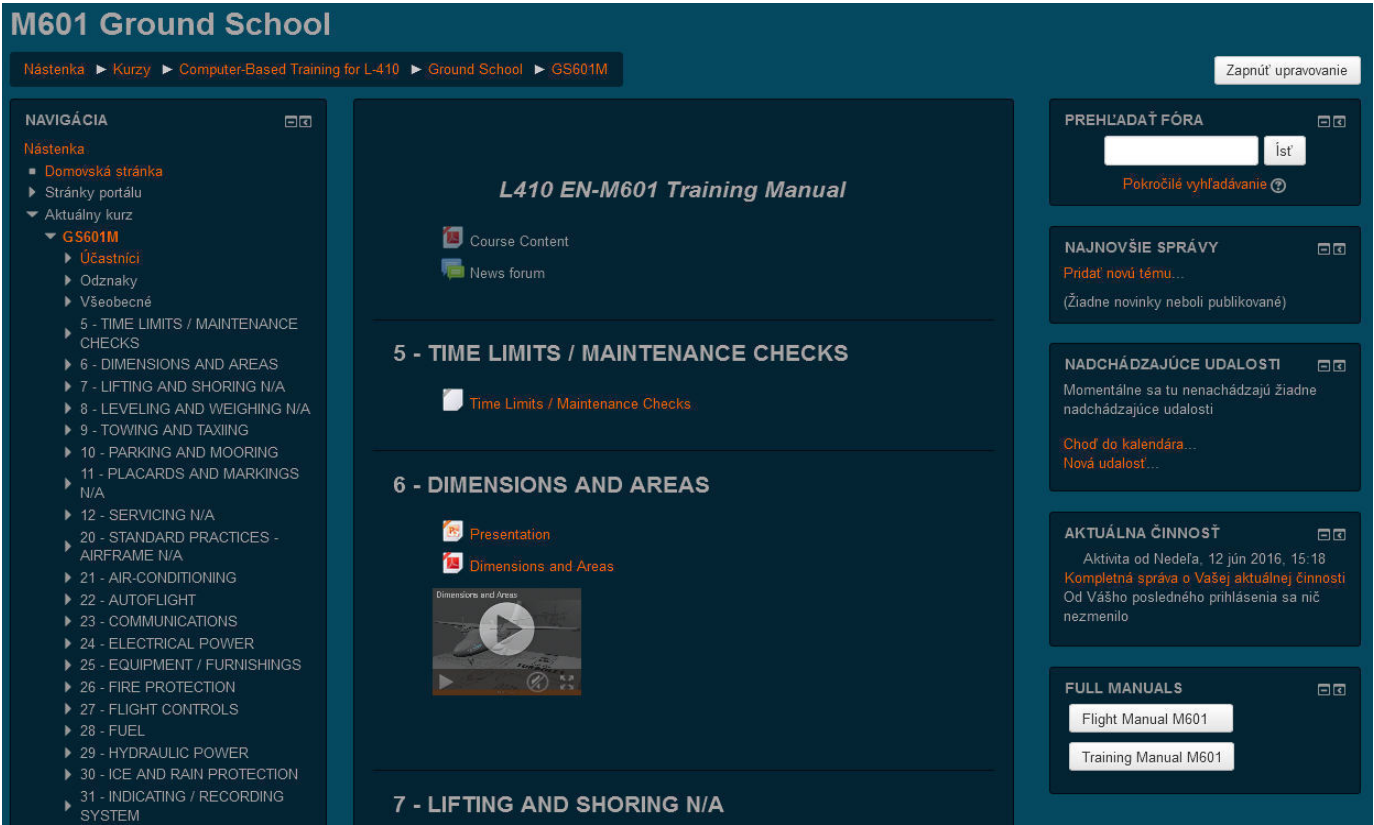 M601 Ground School
Nástenka ► Kurzy ► Computer-Based Training for L-410 ► Ground School ► GS601M
Zapnúť upravovanie
NAVIGÁCIA
Nástenka
Domovská stránka
Stránky portálu
Aktuálny kurz
GS601M
Účastníci
Odznaky
Všeobecné
5 - TIME LIMITS / MAINTENANCE
CHECKS
6 - DIMENSIONS AND AREAS
7 - LIFTING AND SHORING N/A
8 - LEVELING AND WEIGHING N/A
9 - TOWING AND TAXIING
10 - PARKING AND MOORING
11 - PLACARDS AND MARKINGS
N/A
12 - SERVICING N/A
20 - STANDARD PRACTICES -
AIRFRAME N/A
21 - AIR-CONDITIONING
22 - AUTOFLIGHT
23 - COMMUNICATIONS
24 - ELECTRICAL POWER
25 - EQUIPMENT / FURNISHINGS
26 - FIRE PROTECTION
27 - FLIGHT CONTROLS
28 - FUEL
29 - HYDRAULIC POWER
30 - ICE AND RAIN PROTECTION
31 - INDICATING / RECORDING
SYSTEM
L410 EN-M601 Training Manual
Course Content
News forum
5 - TIME LIMITS / MAINTENANCE CHECKS
Time Limits / Maintenance Checks
6 - DIMENSIONS AND AREAS
Presentation
Dimensions and Areas
Dimensions and Areas
7 - LIFTING AND SHORING N/A
PREHĽADAŤ FÓRA
Ísť
Pokročilé vyhľadávanie
NAJNOVŠIE SPRÁVY
Pridať novú tému...
(Žiadne novinky neboli publikované)
NADCHÁDZAJÚCE UDALOSTI
Momentálne sa tu nenachádzajú žiadne
nadchádzajúce udalosti
Choď do kalendára...
Nová udalosť...
AKTUÁLNA ČINNOSŤ
Aktivita od Nedeľa, 12 jún 2016, 15:18
Kompletná správa o Vašej aktuálnej činnosti
Od Vášho posledného prihlásenia sa nič
nezmenilo
FULL MANUALS
Flight Manual M601
Training Manual M601